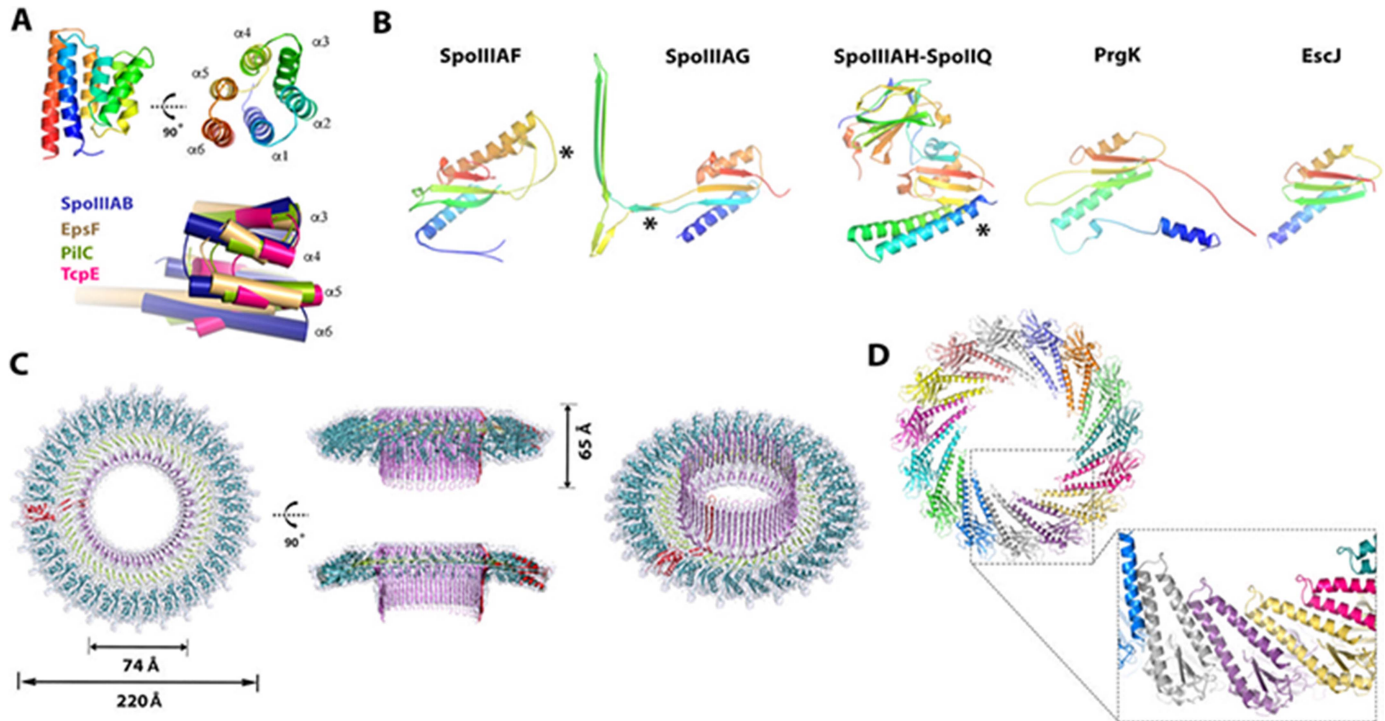 A
α4
α3
α5
α2
α6
α1
90°
SpoIIIAB
EpsF
PilC
TcpE
α3
α4
α5
α6
B
SpoIIIAF
SpoIIIAG
SpoIIIAH-SpoIIQ
PrgK
EscJ
*
*
*
C
65 Å
90°
74 Å
220 Å
D